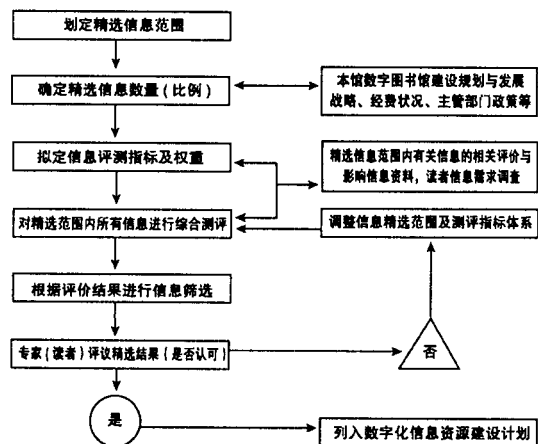 划定精选信息范围
确定精选信息数量(比例)
本馆数字图书馆建设规划与发展
战略、经费状况、主管部门政策等
拟定信息评测指标及权重
精选信息范围内有关信息的相关评价与
影响信息资料,读者信息需求调查
对精选范围内所有信息进行综合测评
调整信息精选范围及测评指标体系
根据评价结果进行信息筛选
专家(读者)评议精选结果(是否认可)
否
是
列入数字化信息资源建设计划